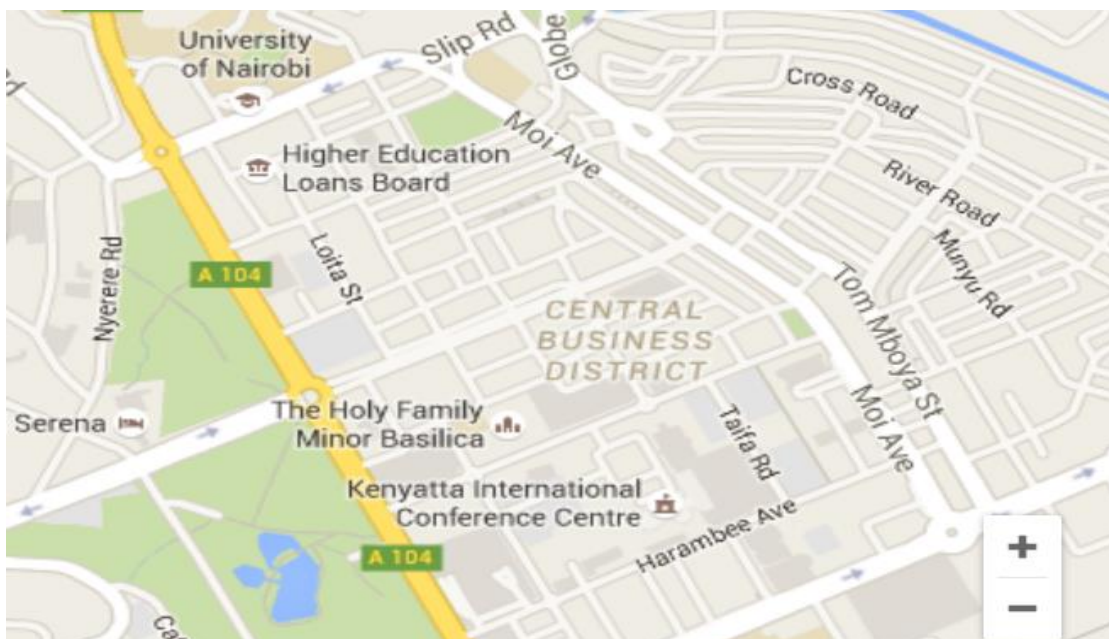 University
of Nairobi
Slip Rd
Globe
Cross Road
Moi Ave
Higher Education
Loans Board
River Road
Munyu Rd
Loita St
Nyerere Rd
A 104
CENTRAL
BUSINESS
DISTRICT
Tom Mboya St
Serena
The Holy Family
Minor Basilica
Taifa Rd
Moi Ave
Kenyatta International
Conference Centre
Harambee Ave
A 104
+
−